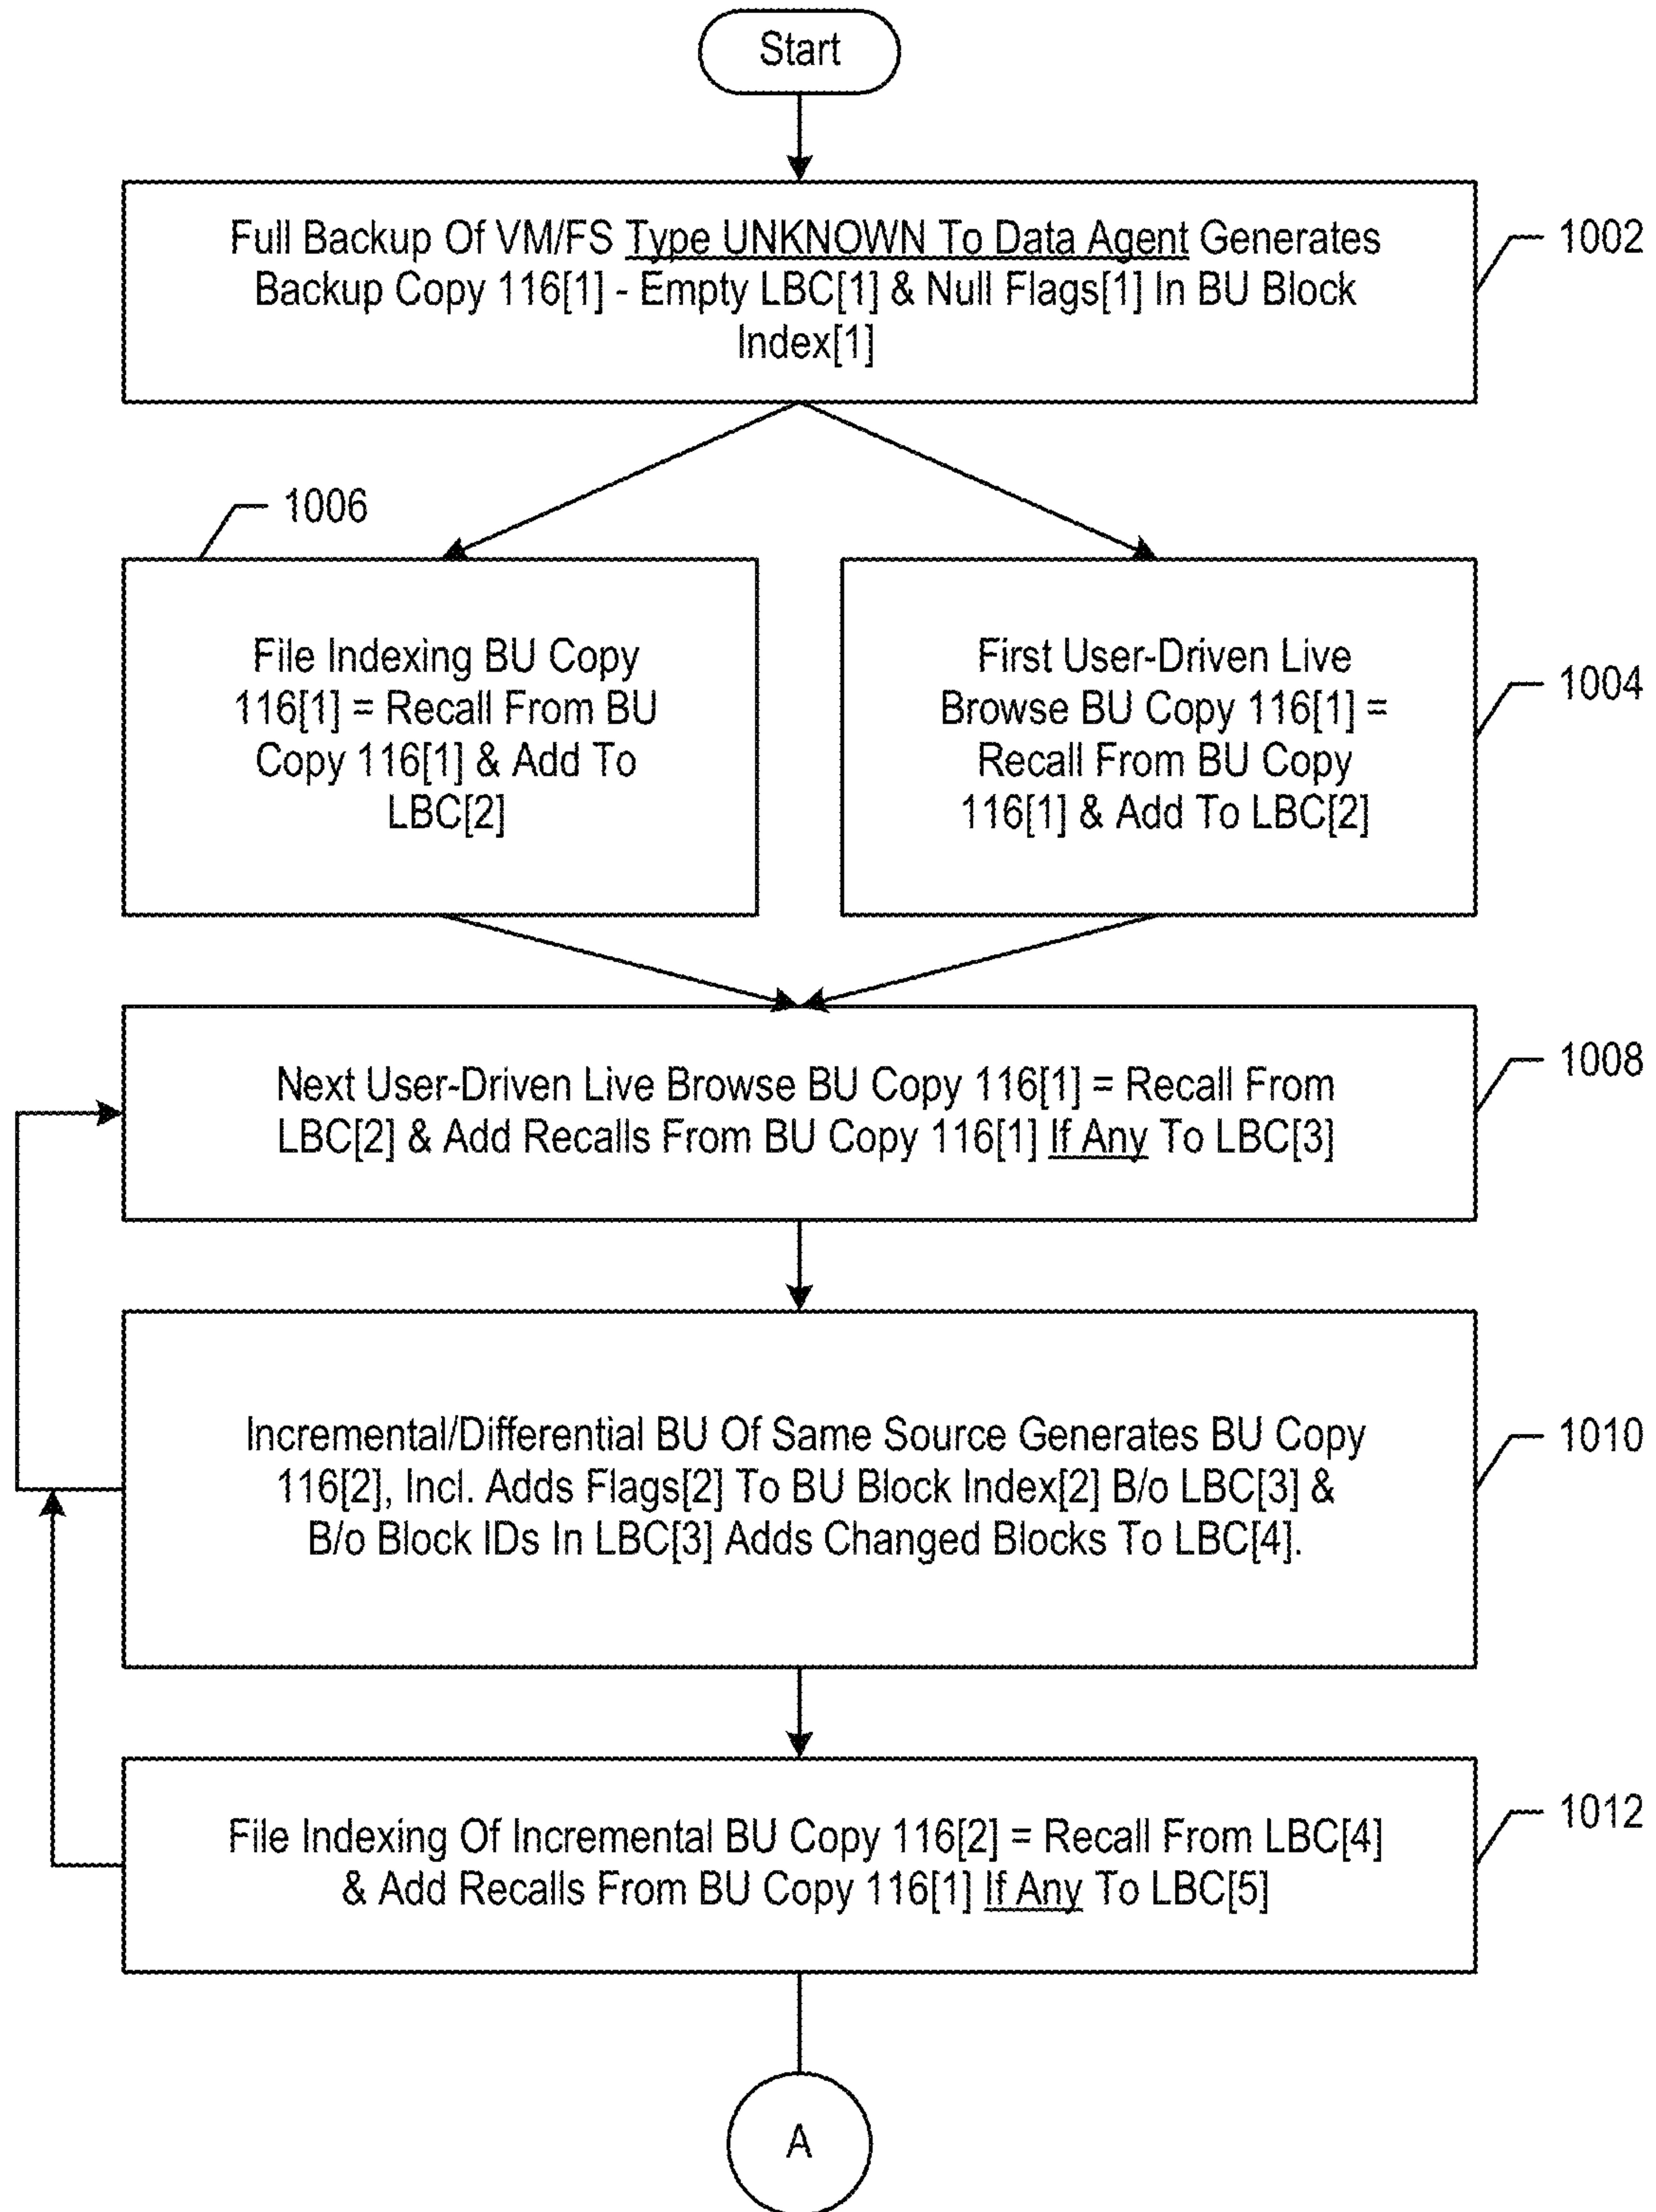 Start
Full Backup Of VM/FS Type UNKNOWN To Data Agent Generates
Backup Copy 116[1] - Empty LBC[1] & Null Flags[1] In BU Block
Index[1]
1002
1006
File Indexing BU Copy
116[1] = Recall From BU
Copy 116[1] & Add To
LBC[2]
First User-Driven Live
Browse BU Copy 116[1] =
Recall From BU Copy
116[1] & Add To LBC[2]
1004
Next User-Driven Live Browse BU Copy 116[1] = Recall From
LBC[2] & Add Recalls From BU Copy 116[1] If Any To LBC[3]
1008
Incremental/Differential BU Of Same Source Generates BU Copy
116[2], Incl. Adds Flags[2] To BU Block Index[2] B/o LBC[3] &
B/o Block IDs In LBC[3] Adds Changed Blocks To LBC[4].
1010
File Indexing Of Incremental BU Copy 116[2] = Recall From LBC[4]
& Add Recalls From BU Copy 116[1] If Any To LBC[5]
1012
A